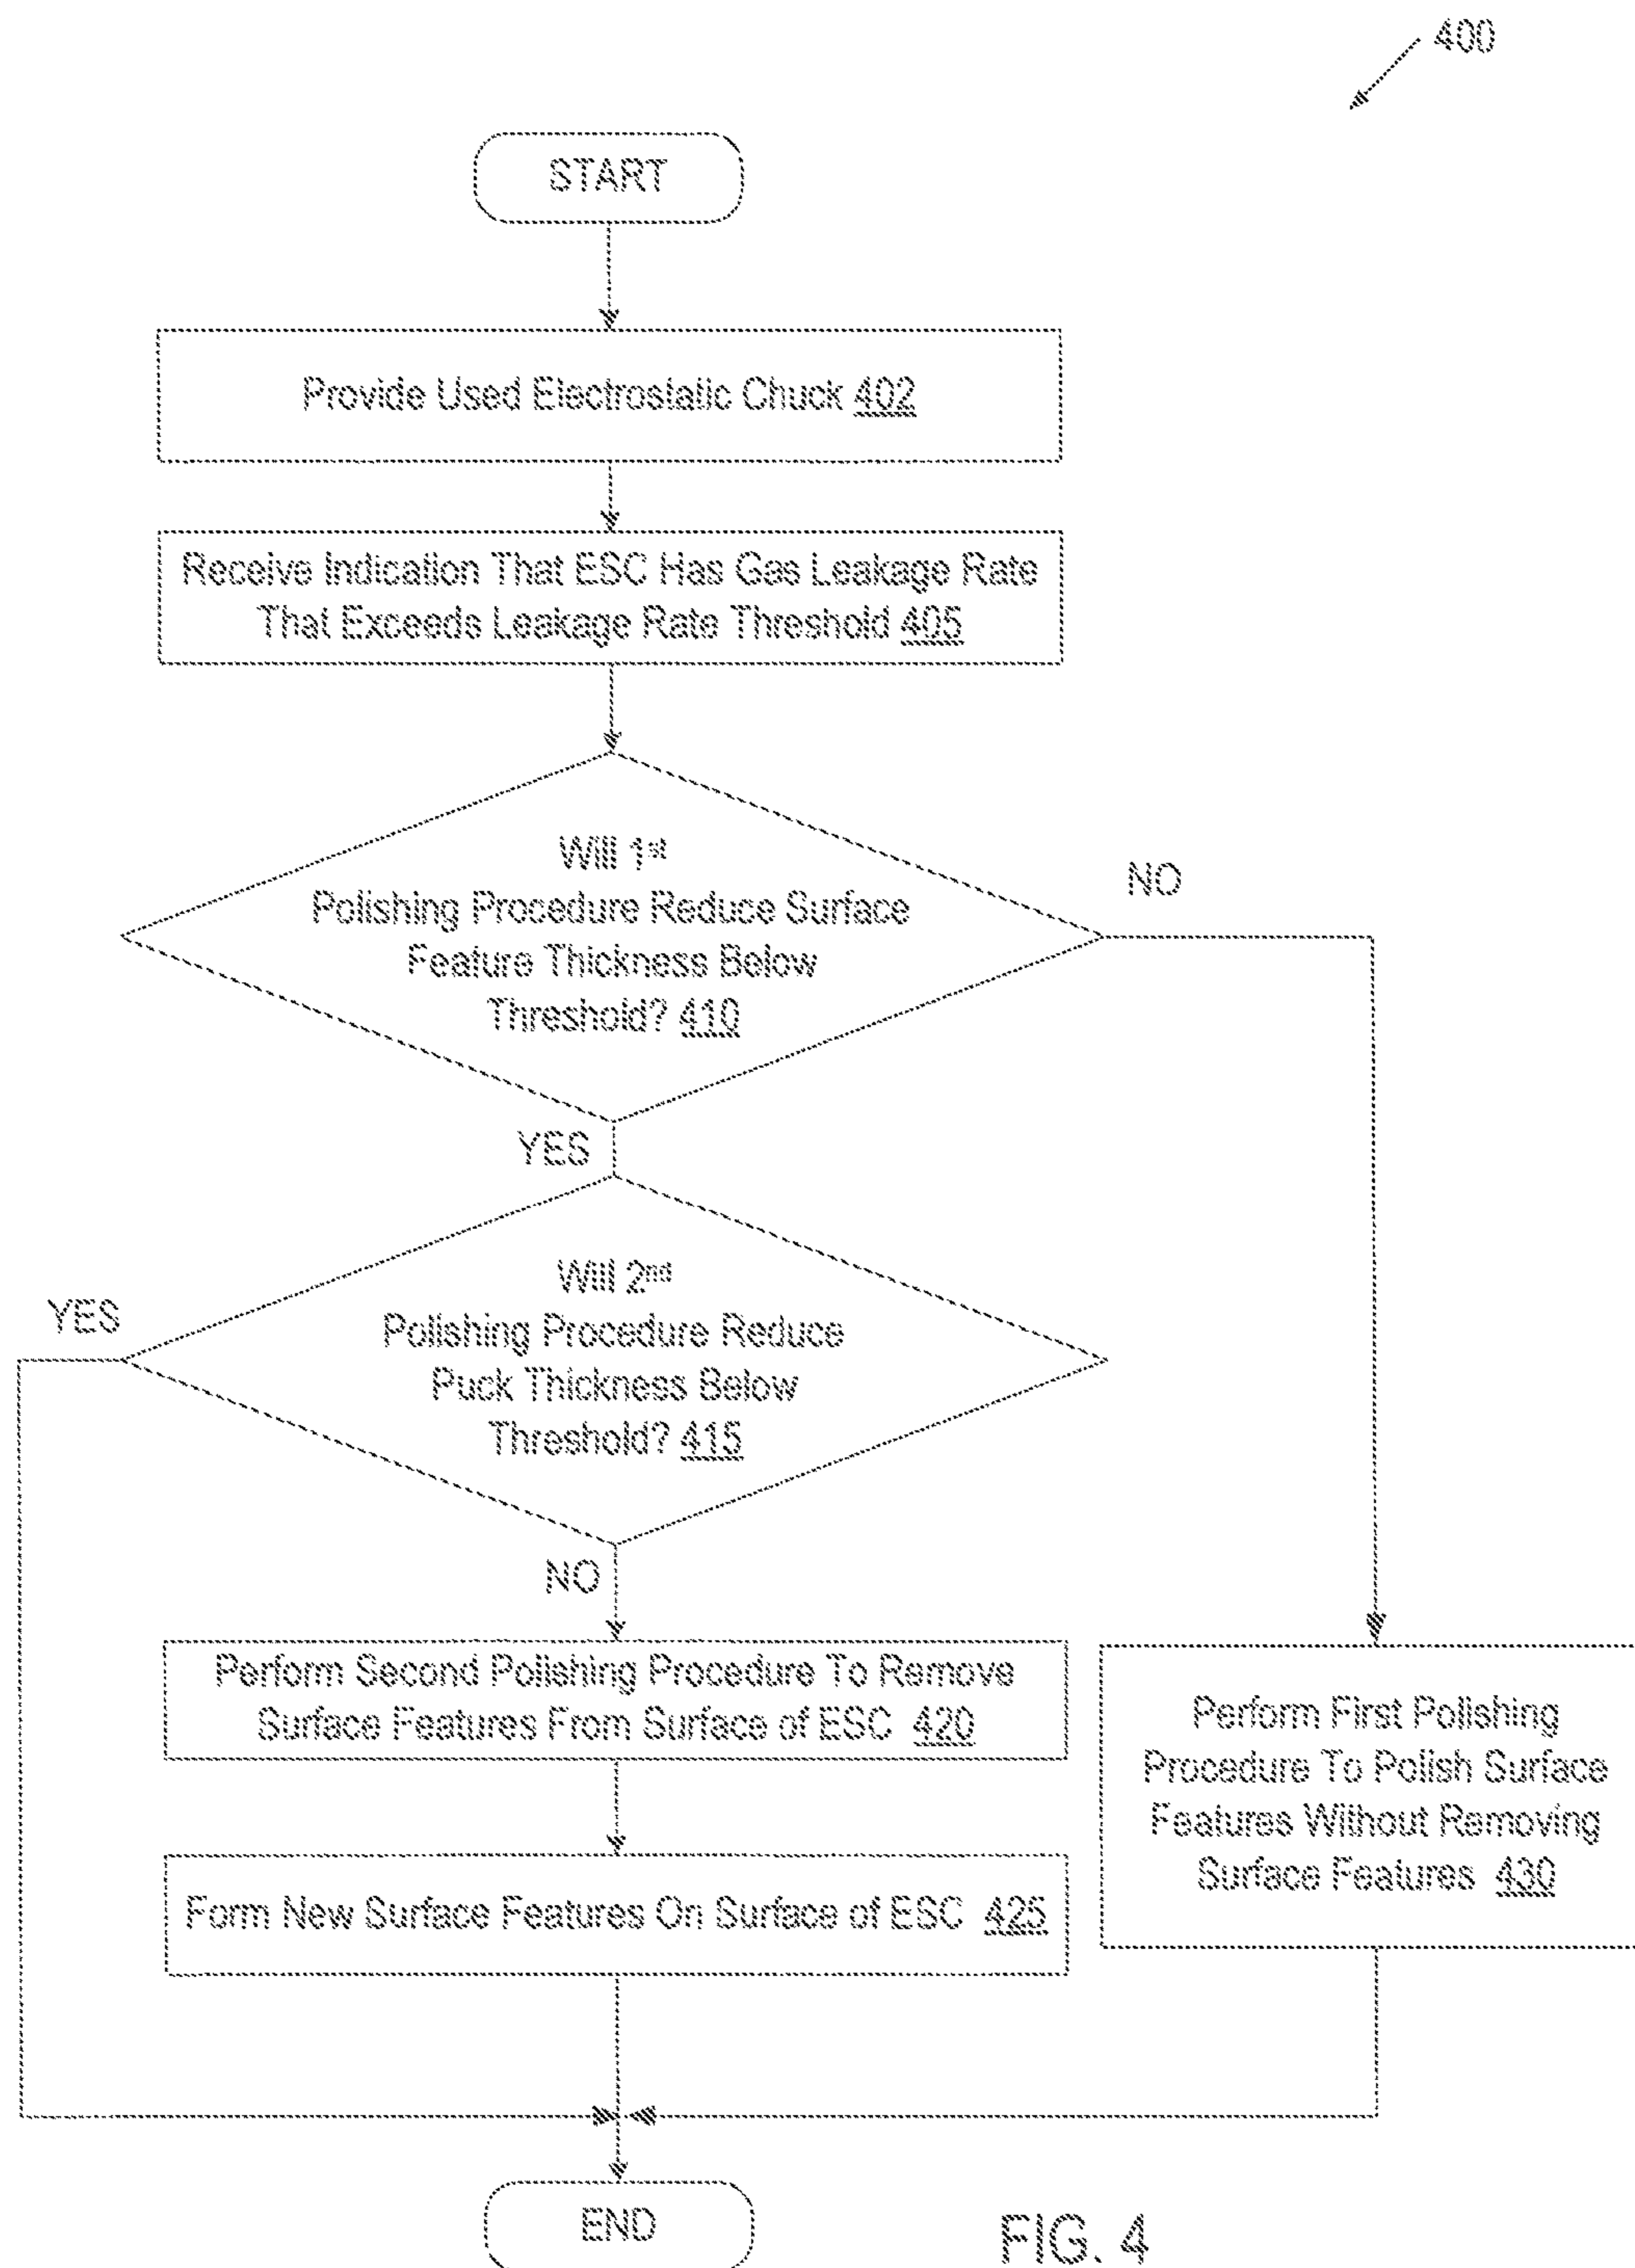 400
START
Provide Used Electrostatic Chuck 402
Receive Indication That ESC Has Gas Leakage Rate
That Exceeds Leakage Rate Threshold 405
Will 1st
Polishing Procedure Reduce Surface
Feature Thickness Below
Threshold? 410
NO
YES
Will 2nd
Polishing Procedure Reduce
Puck Thickness Below
Threshold? 415
YES
NO
Perform Second Polishing Procedure To Remove
Surface Features From Surface of ESC 420
Form New Surface Features On Surface of ESC 425
Perform First Polishing
Procedure To Polish Surface
Features Without Removing
Surface Features 430
END
FIG. 4